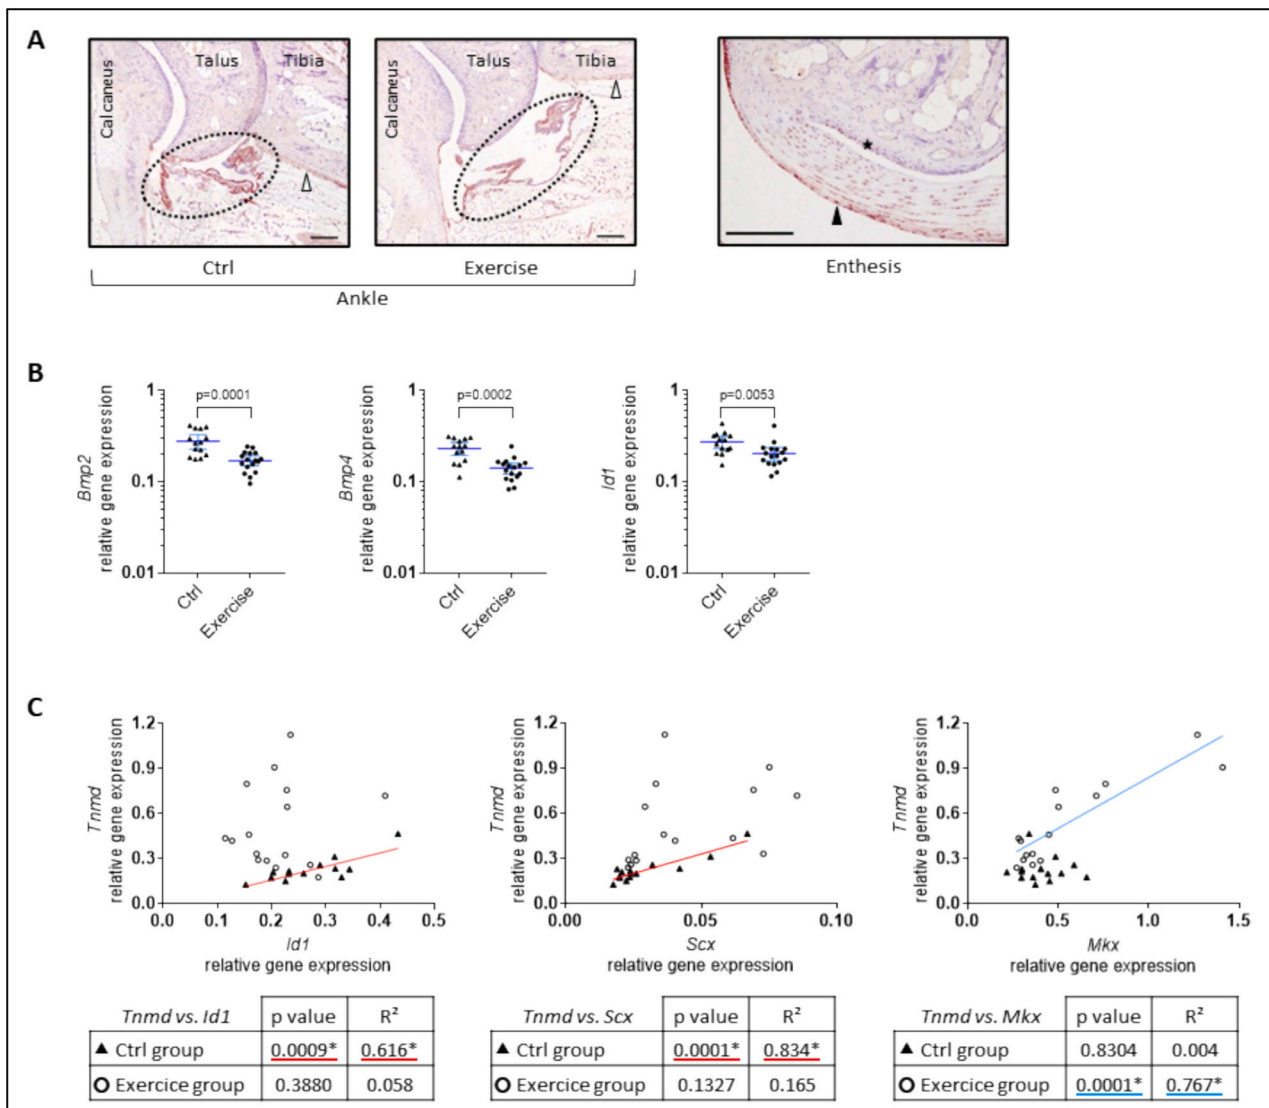 A
Calcaneus
Talus
Tibia
Calcaneus
Talus
Tibia
Ctrl
Exercise
Enthesis
Ankle
B
Bmp2
relative gene expression
1
0.1
0.01
p=0.0001
Ctrl
Exercise
Bmp4
relative gene expression
1
0.1
0.01
p=0.0002
Ctrl
Exercise
Id1
relative gene expression
1
0.1
0.01
p=0.0053
Ctrl
Exercise
C
Tnmd
relative gene expression
1.2
0.9
0.6
0.3
0.0
0.0 0.1 0.2 0.3 0.4 0.5
Id1
relative gene expression
Tnmd
relative gene expression
1.2
0.9
0.6
0.3
0.0
0.00 0.05 0.10
Scx
relative gene expression
Tnmd
relative gene expression
1.2
0.9
0.6
0.3
0.0
0.0 0.5 1.0 1.5
Mkx
relative gene expression
Tnmd vs. Id1 p value R²
Ctrl group 0.0009* 0.616*
Exercice group 0.3880 0.058
Tnmd vs. Scx p value R²
Ctrl group 0.0001* 0.834*
Exercice group 0.1327 0.165
Tnmd vs. Mkx p value R²
Ctrl group 0.8304 0.004
Exercice group 0.0001* 0.767*